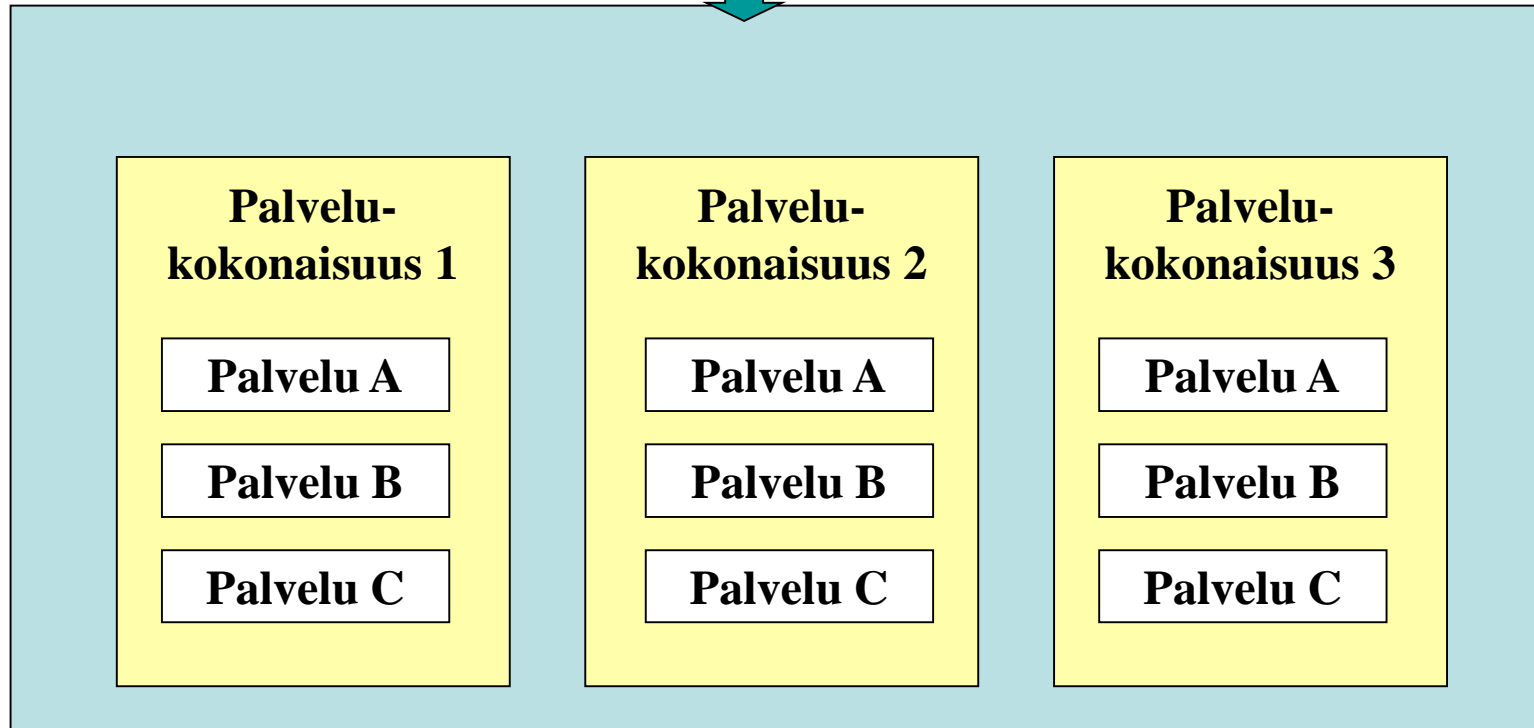 Palvelu-
kokonaisuus 1
Palvelu A
Palvelu B
Palvelu C
Palvelu-
kokonaisuus 2
Palvelu A
Palvelu B
Palvelu C
Palvelu-
kokonaisuus 3
Palvelu A
Palvelu B
Palvelu C